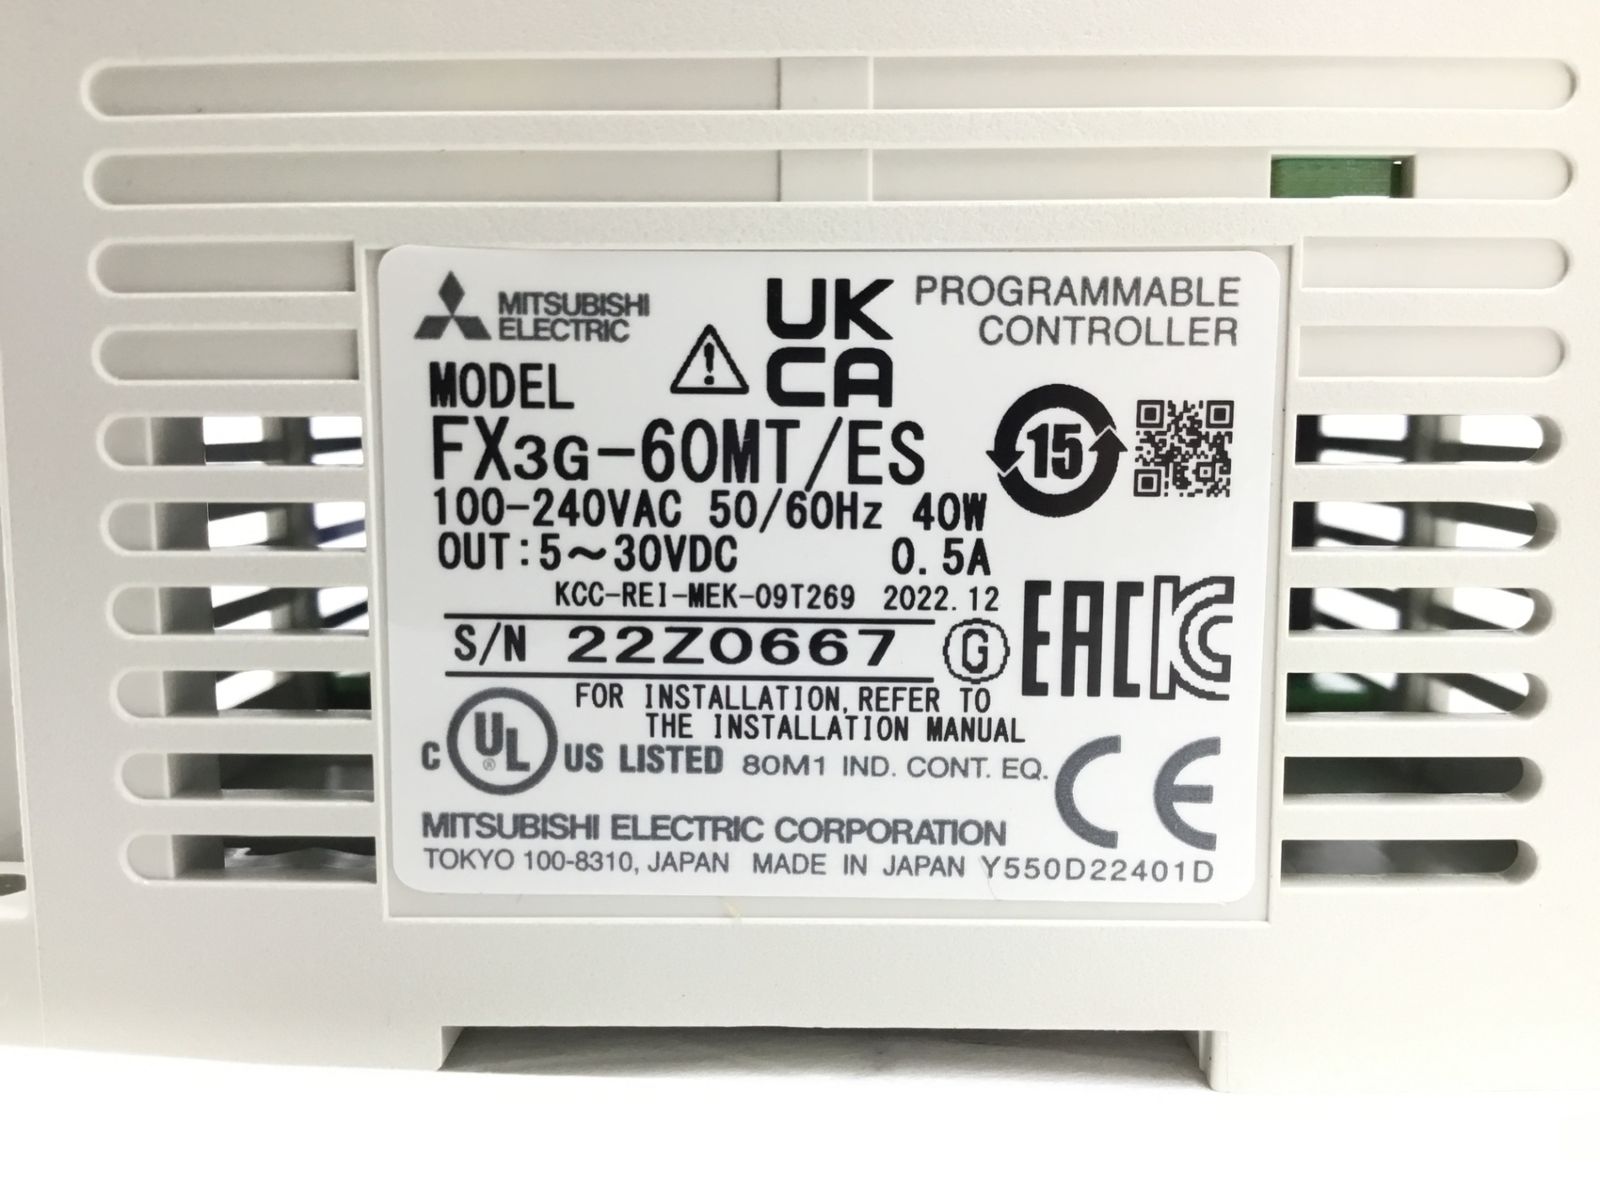 MITSUBISHI
ELECTRIC
UK
CA
PROGRAMMABLE
CONTROLLER
MODEL
FX3G-60MT/ES
15
100-240VAC 50/60Hz 40W
OUT:5~30VDC 0.5A
KCC-REI-MEK-09T269 2022.12
S/N 22Z0667 G EAC KC
FOR INSTALLATION, REFER TO
THE INSTALLATION MANUAL
C UL® US LISTED 80M1 IND. CONT. EQ. CE
MITSUBISHI ELECTRIC CORPORATION
TOKYO 100-8310, JAPAN MADE IN JAPAN Y550D22401D